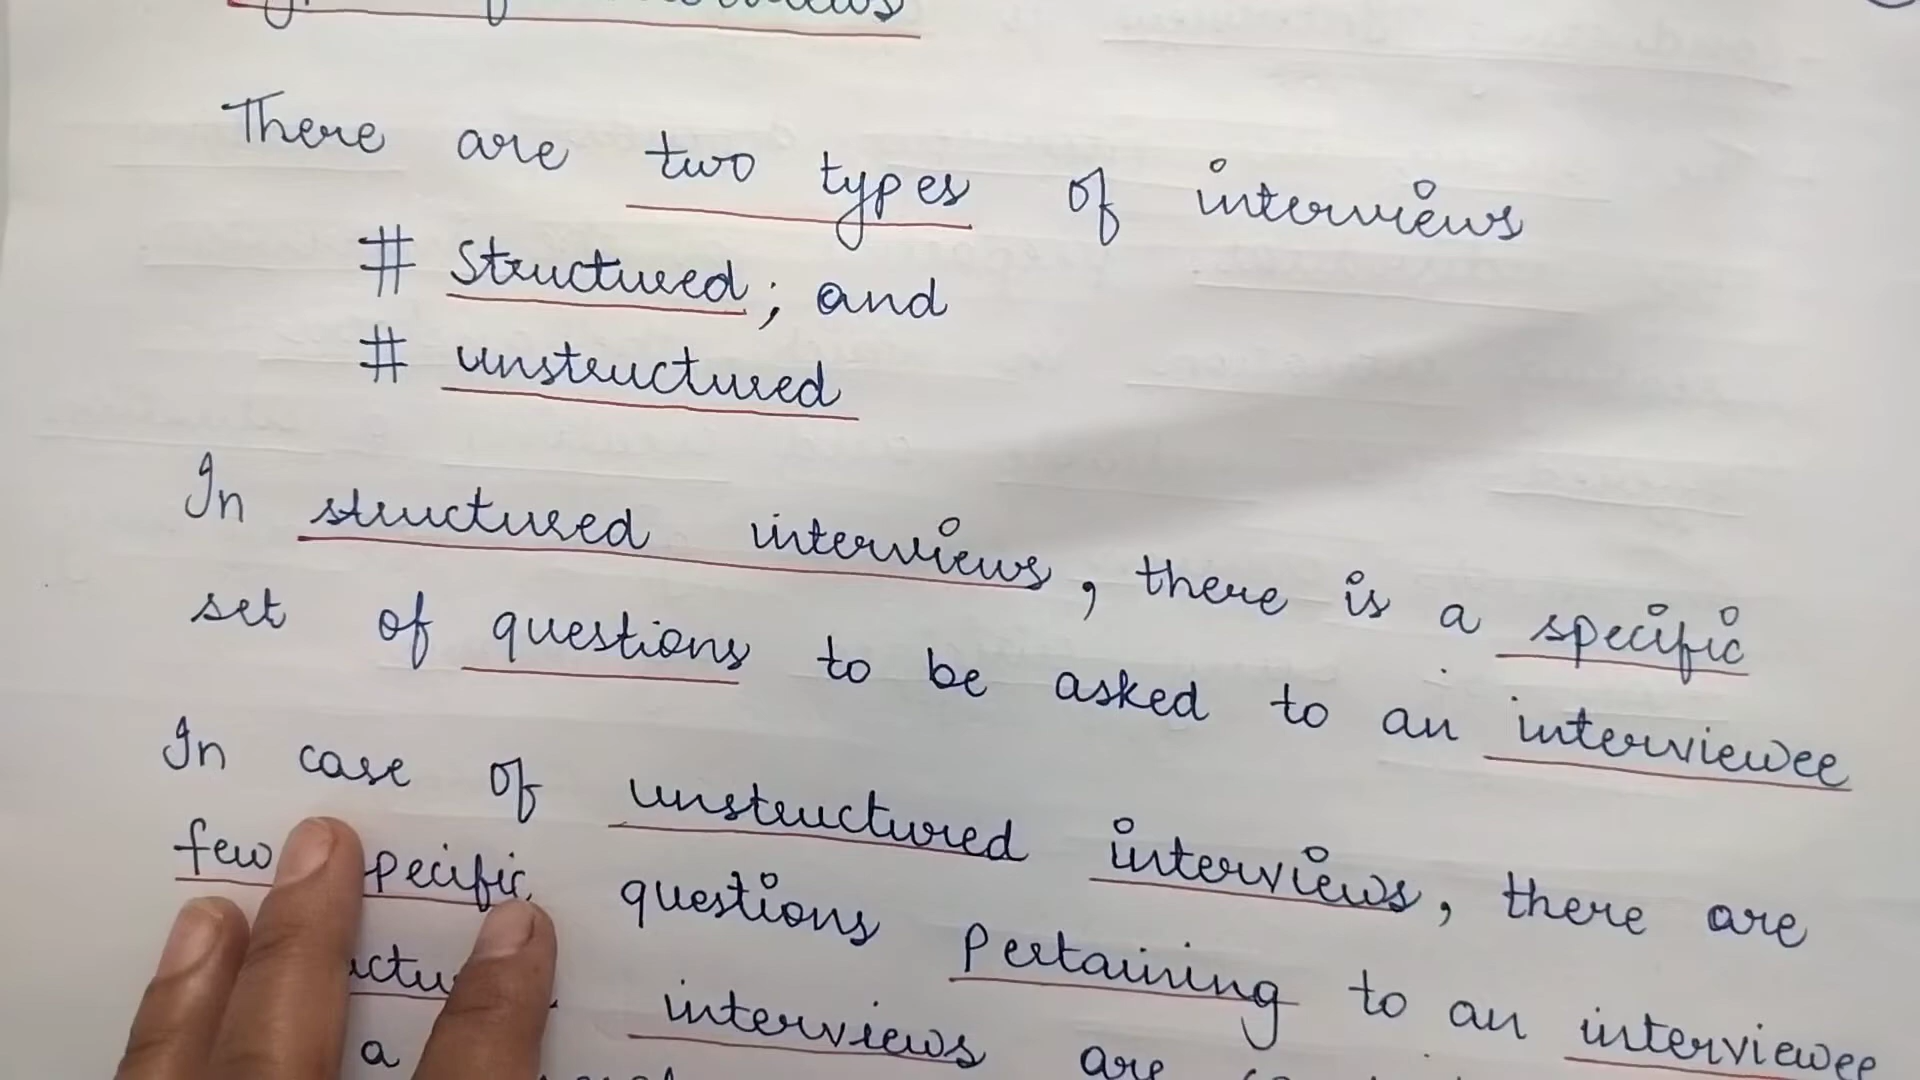 There are two types of interviews
# Structured; and
# unstructured
In structured interviews, there is a specific
set of questions to be asked to an interviewee
In case of unstructured interviews, there are
few questions pertaining to an interviewee
interviews are
a